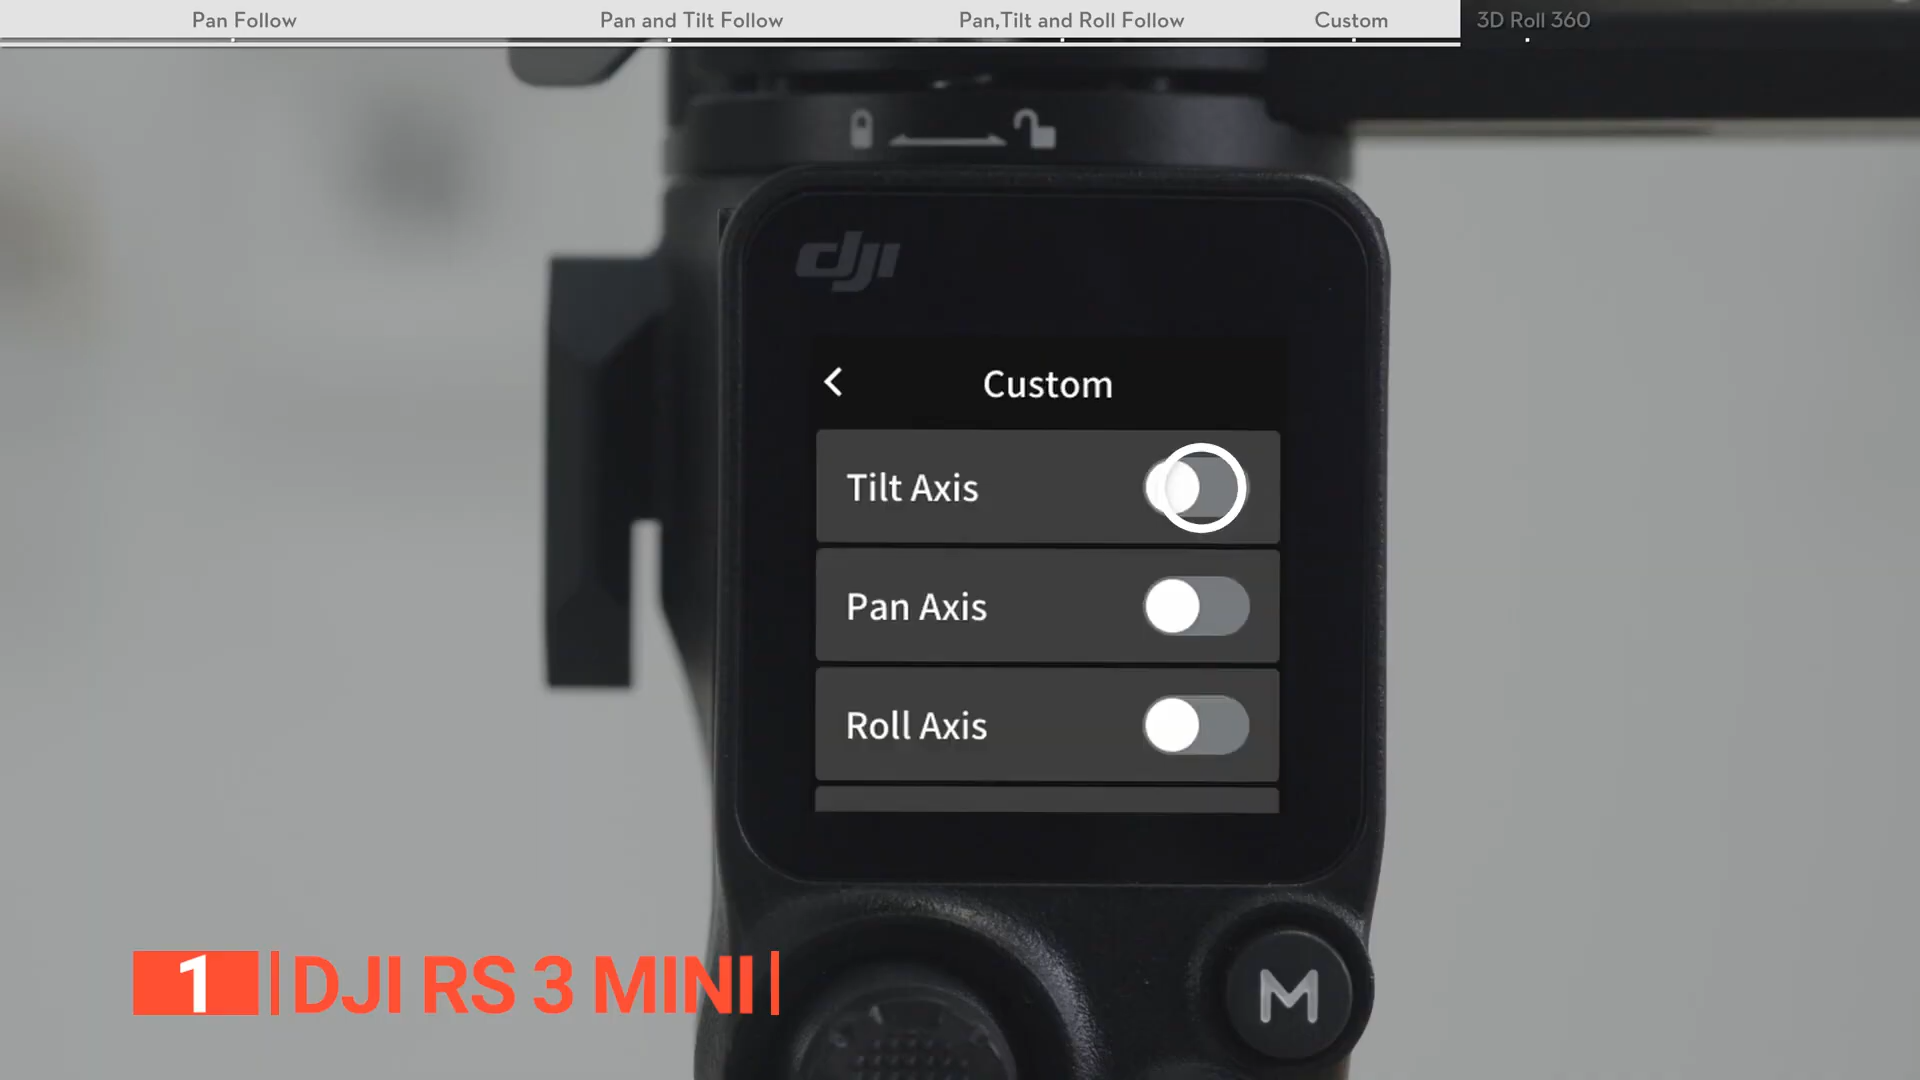 Pan Follow
Pan and Tilt Follow
Pan,Tilt and Roll Follow
Custom
3D Roll 360
dji
Custom
Tilt Axis
Pan Axis
Roll Axis
M
1 DJI RS 3 MINI